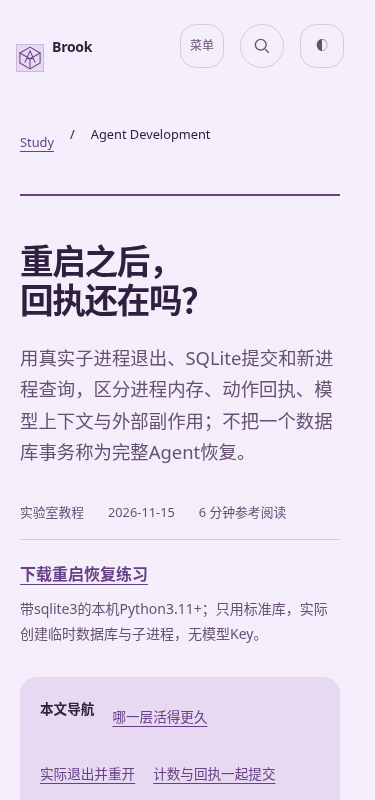 Brook
菜单
Study / Agent Development
重启之后，
回执还在吗？
用真实子进程退出、SQLite提交和新进
程查询，区分进程内存、动作回执、模
型上下文与外部副作用；不把一个数据
库事务称为完整Agent恢复。
实验室教程 2026-11-15 6 分钟参考阅读
下载重启恢复练习
带sqlite3的本机Python3.11+；只用标准库，实际
创建临时数据库与子进程，无模型Key。
本文导航 哪一层活得更久
实际退出并重开 计数与回执一起提交